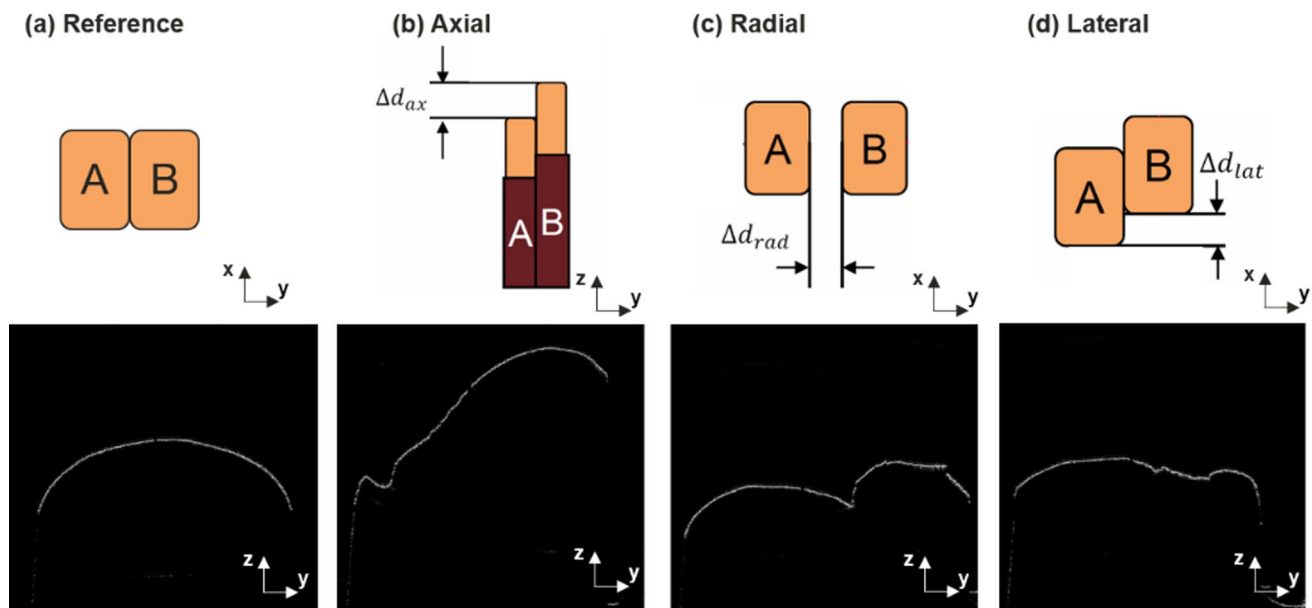 (a) Reference
(b) Axial
(c) Radial
(d) Lateral
Δd_ax
A B
A B
A B
A B
Δd_rad
Δd_lat
x
y
z
y
x
y
x
y
z
y
z
y
z
y
z
y